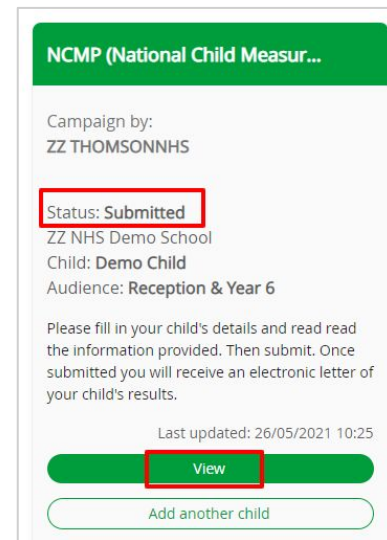 NCMP (National Child Measur...
Campaign by:
ZZ THOMSONNHS
Status: Submitted
ZZ NHS Demo School
Child: Demo Child
Audience: Reception & Year 6
Please fill in your child's details and read read
the information provided. Then submit. Once
submitted you will receive an electronic letter of
your child's results.
Last updated: 26/05/2021 10:25
View
Add another child